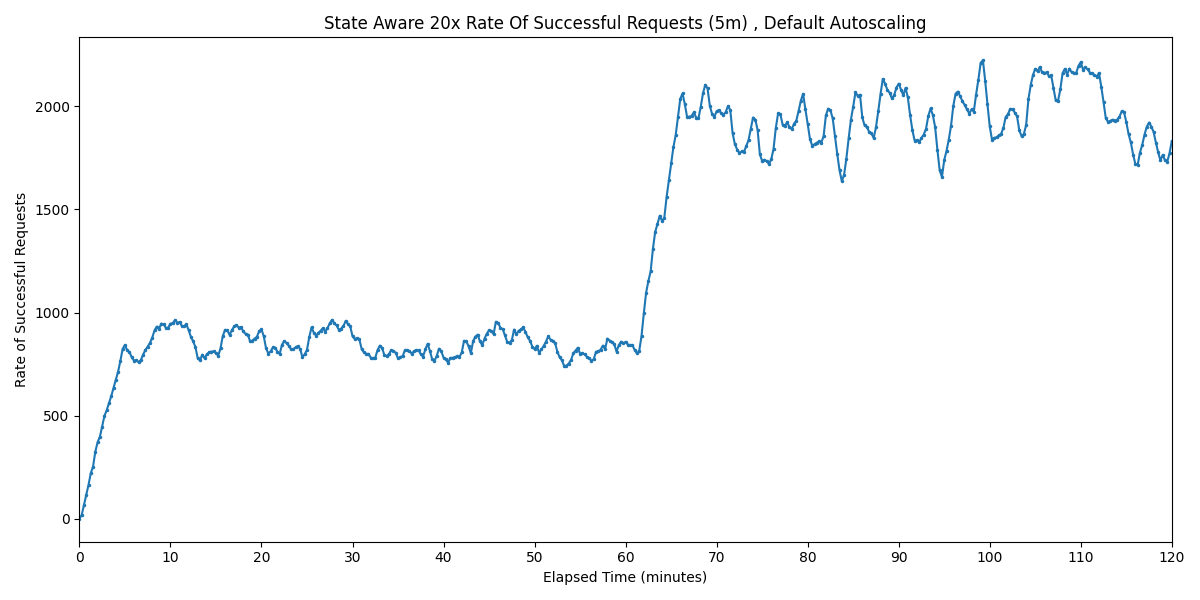 State Aware 20x Rate Of Successful Requests (5m) , Default Autoscaling
Rate of Successful Requests
2000
1500
1000
500
0
0 10 20 30 40 50 60 70 80 90 100 110 120
Elapsed Time (minutes)